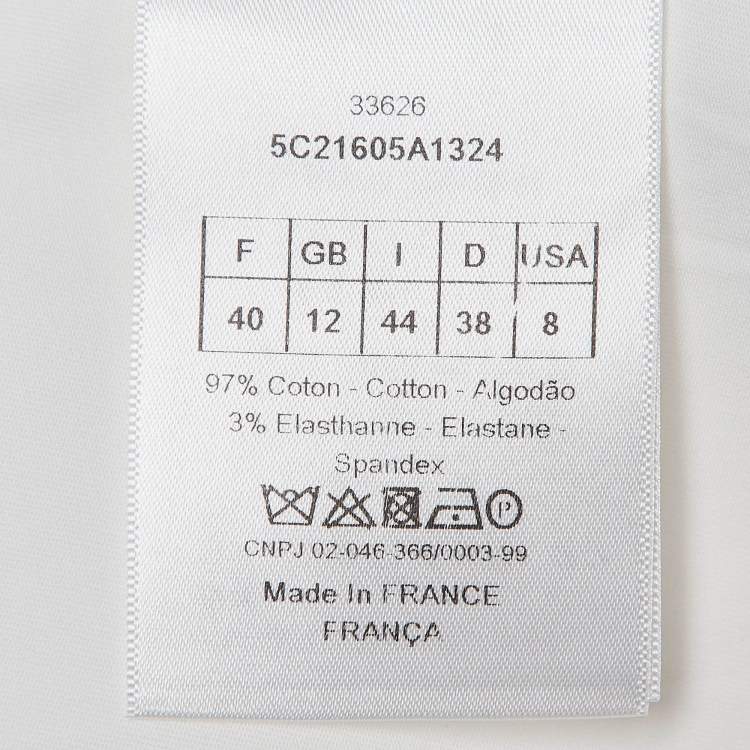 33626
5C21605A1324
F GB I D USA
40 12 44 38 8
97% Coton - Cotton - Algodão
3% Elasthanne - Elastane -
Spandex
P
CNPJ 02-046-366/0003-99
Made In FRANCE
FRANÇA